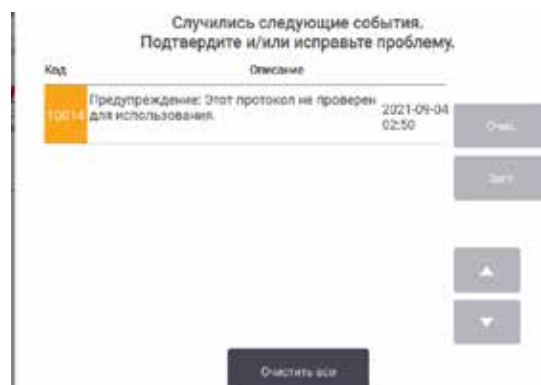 Случились следующие события.
Подтвердите и/или исправьте проблему.
Код Описание
10014 Предупреждение: Этот протокол не проверен для использования. 2021-09-04 02:50
Очис.
Очистить все